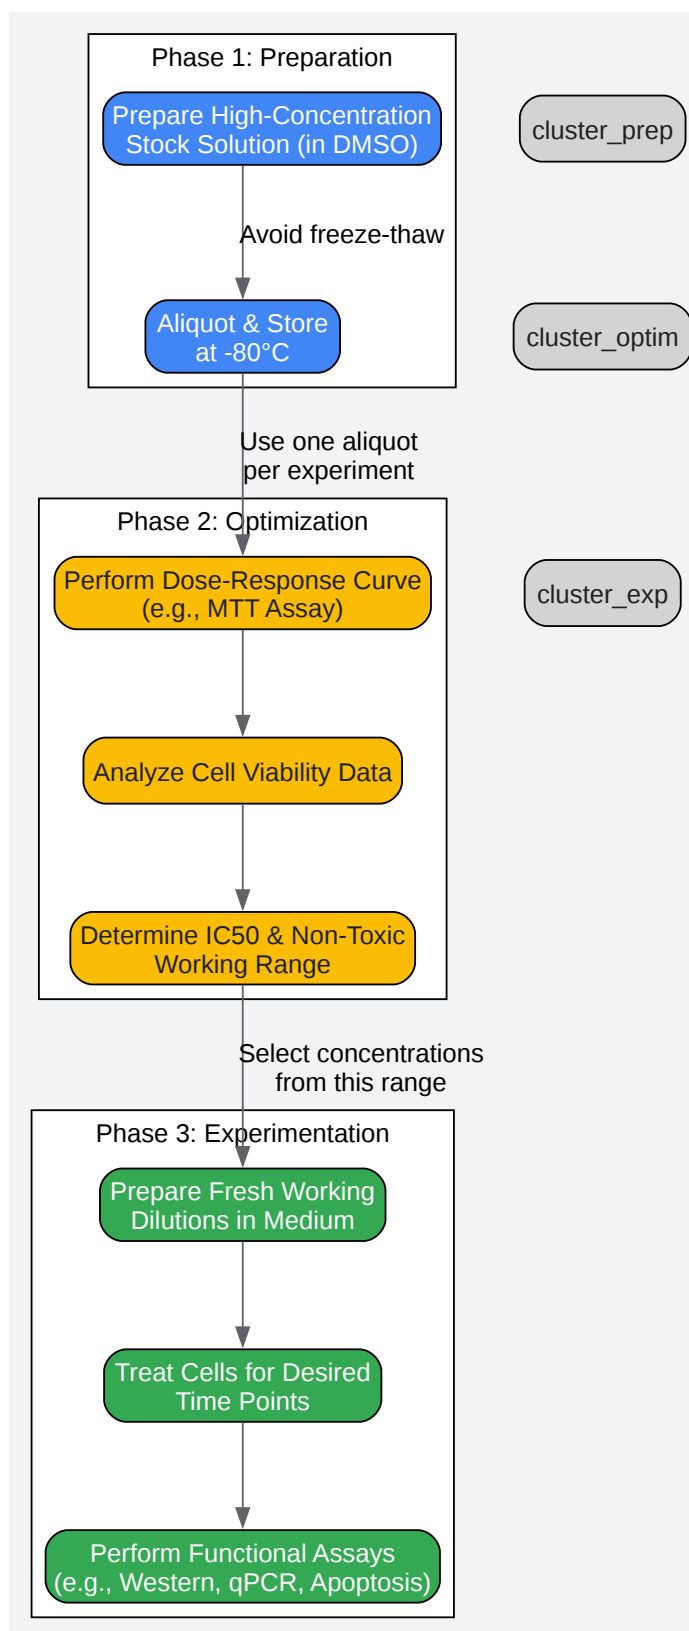 Phase 1: Preparation
Prepare High-Concentration
Stock Solution (in DMSO)
cluster_prep
Avoid freeze-thaw
Aliquot & Store
at -80°C
cluster_optim
Use one aliquot
per experiment
Phase 2: Optimization
Perform Dose-Response Curve
(e.g., MTT Assay)
cluster_exp
Analyze Cell Viability Data
Determine IC50 & Non-Toxic
Working Range
Select concentrations
from this range
Phase 3: Experimentation
Prepare Fresh Working
Dilutions in Medium
Treat Cells for Desired
Time Points
Perform Functional Assays
(e.g., Western, qPCR, Apoptosis)